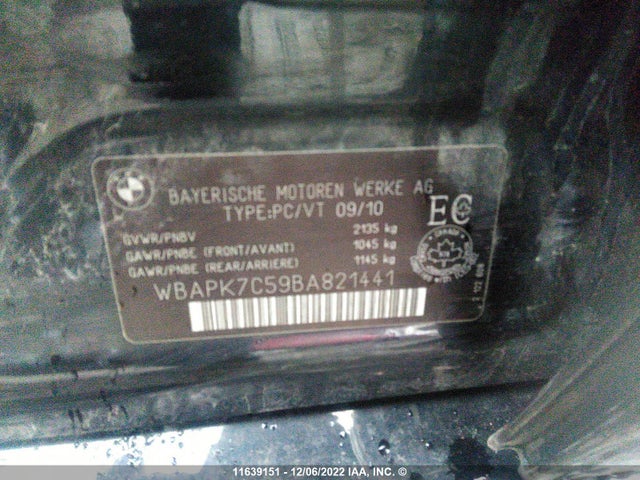 BMW
BAYERISCHE MOTOREN WERKE AG
TYPE:PC/VT 09/10
EC
GVWR/PNBV 2135 kg
GAWR/PNBE (FRONT/AVANT) 1045 kg
GAWR/PNBE (REAR/ARRIERE) 1145 kg
WBAPK7C59BA821441
11639151 - 12/06/2022 IAA, INC. ©